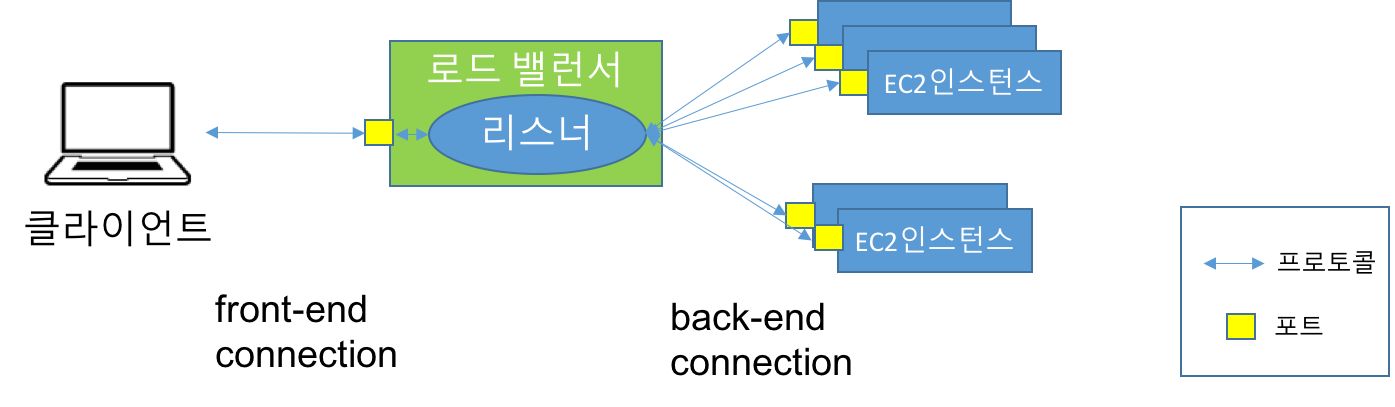 로드 밸런서
리스너
EC2인스턴스
EC2인스턴스
클라이언트
프로토콜
포트
front-end
connection
back-end
connection